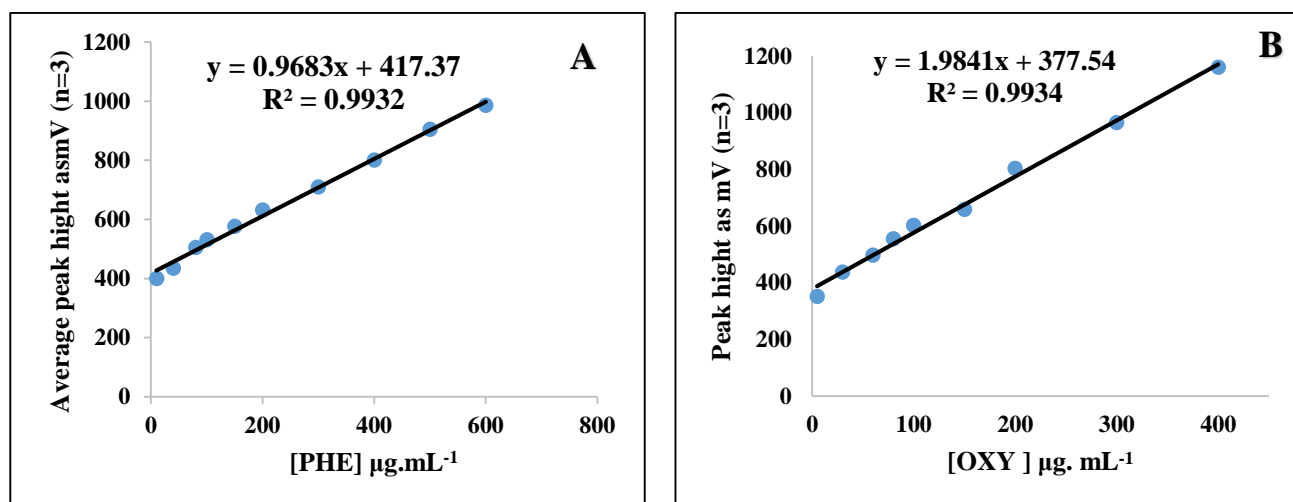 A
y = 0.9683x + 417.37
R² = 0.9932
Average peak hight asmV (n=3)
1200
1000
800
600
400
200
0
0 200 400 600 800
[PHE] µg.mL⁻¹
B
y = 1.9841x + 377.54
R² = 0.9934
Peak hight as mV (n=3)
1200
1000
800
600
400
200
0
0 100 200 300 400
[OXY ] µg. mL⁻¹